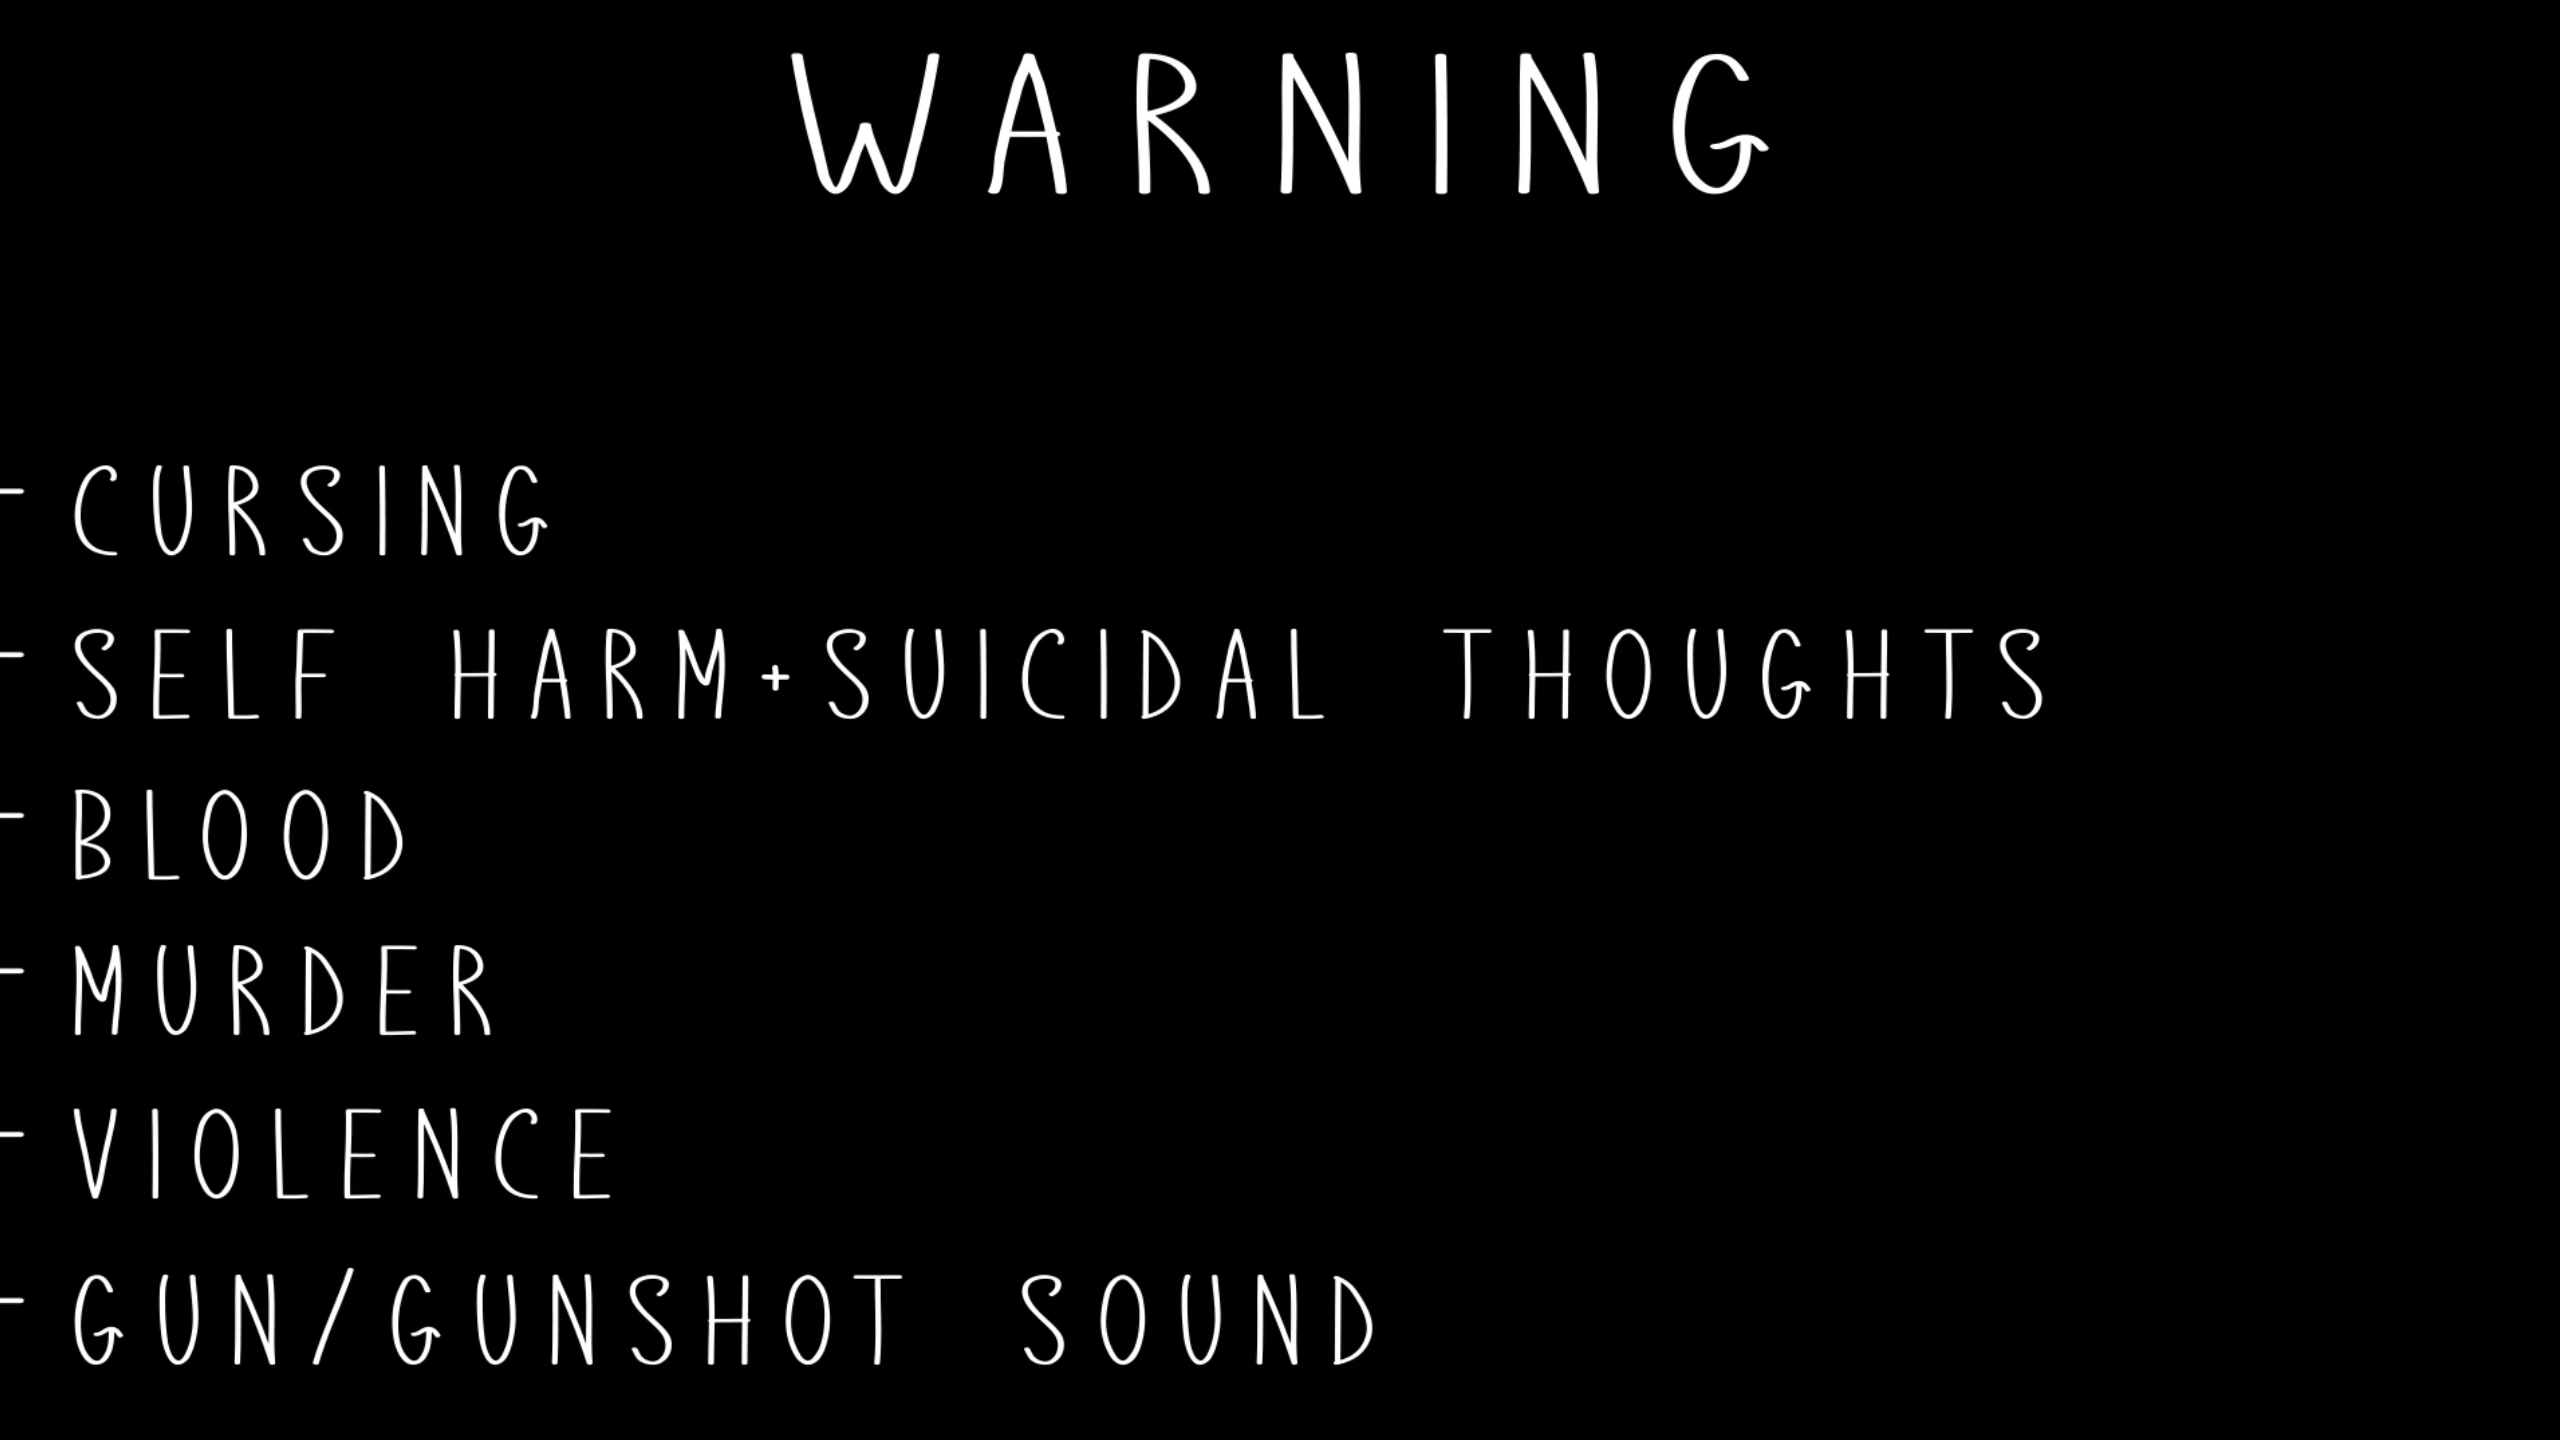 WARNING
- CURSING
- SELF HARM+SUICIDAL THOUGHTS
- BLOOD
- MURDER
- VIOLENCE
- GUN/GUNSHOT SOUND